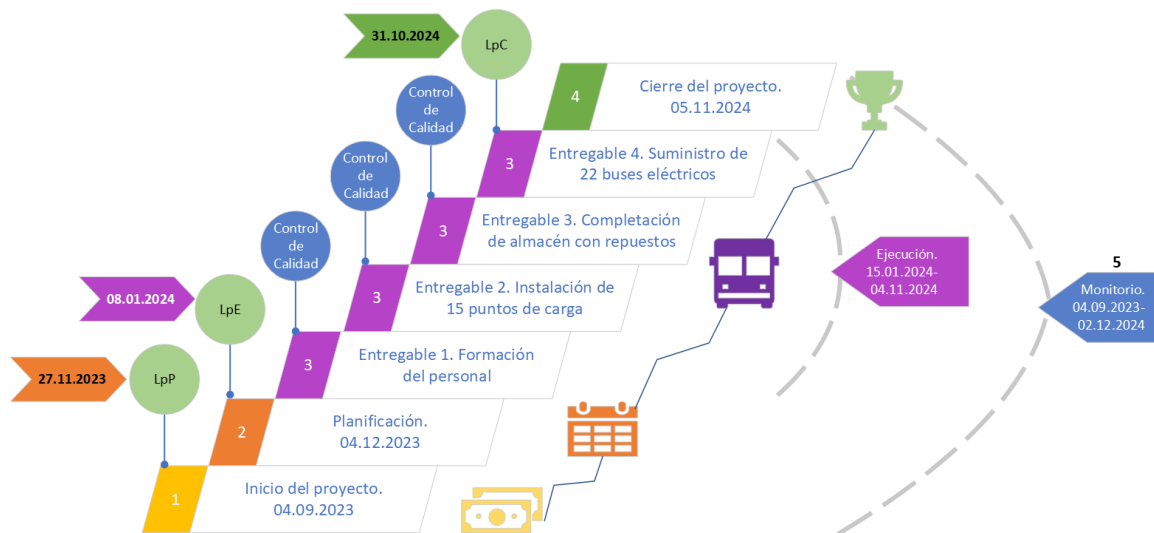 31.10.2024
LpC
4
Cierre del proyecto.
05.11.2024
Control
de
Calidad
3
Entregable 4. Suministro de
22 buses eléctricos
Control
de
Calidad
3
Entregable 3. Completación
de almacén con repuestos
Control
de
Calidad
3
Entregable 2. Instalación de
15 puntos de carga
08.01.2024
LpE
3
Entregable 1. Formación
del personal
27.11.2023
LpP
2
Planificación.
04.12.2023
1
Inicio del proyecto.
04.09.2023
Ejecución.
15.01.2024-
04.11.2024
5
Monitorio.
04.09.2023-
02.12.2024